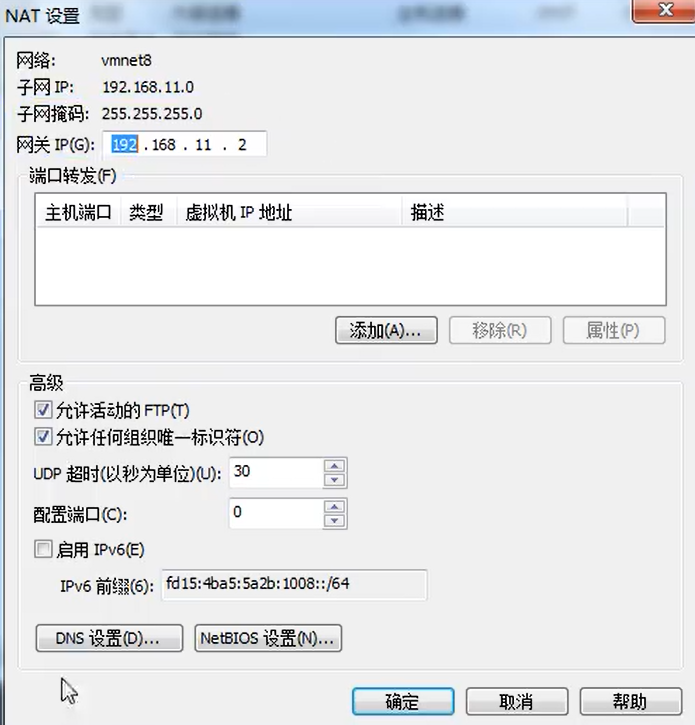 NAT 设置
网络: vmnet8
子网 IP: 192.168.11.0
子网掩码: 255.255.255.0
网关 IP(G): 192 . 168 . 11 . 2
端口转发(F)
主机端口 类型 虚拟机 IP 地址 描述
添加(A)... 移除(R) 属性(P)
高级
允许活动的 FTP(T)
允许任何组织唯一标识符(O)
UDP 超时(以秒为单位)(U): 30
配置端口(C): 0
启用 IPv6(E)
IPv6 前缀(6): fd15:4ba5:5a2b:1008::/64
DNS 设置(D)... NetBIOS 设置(N)...
确定 取消 帮助